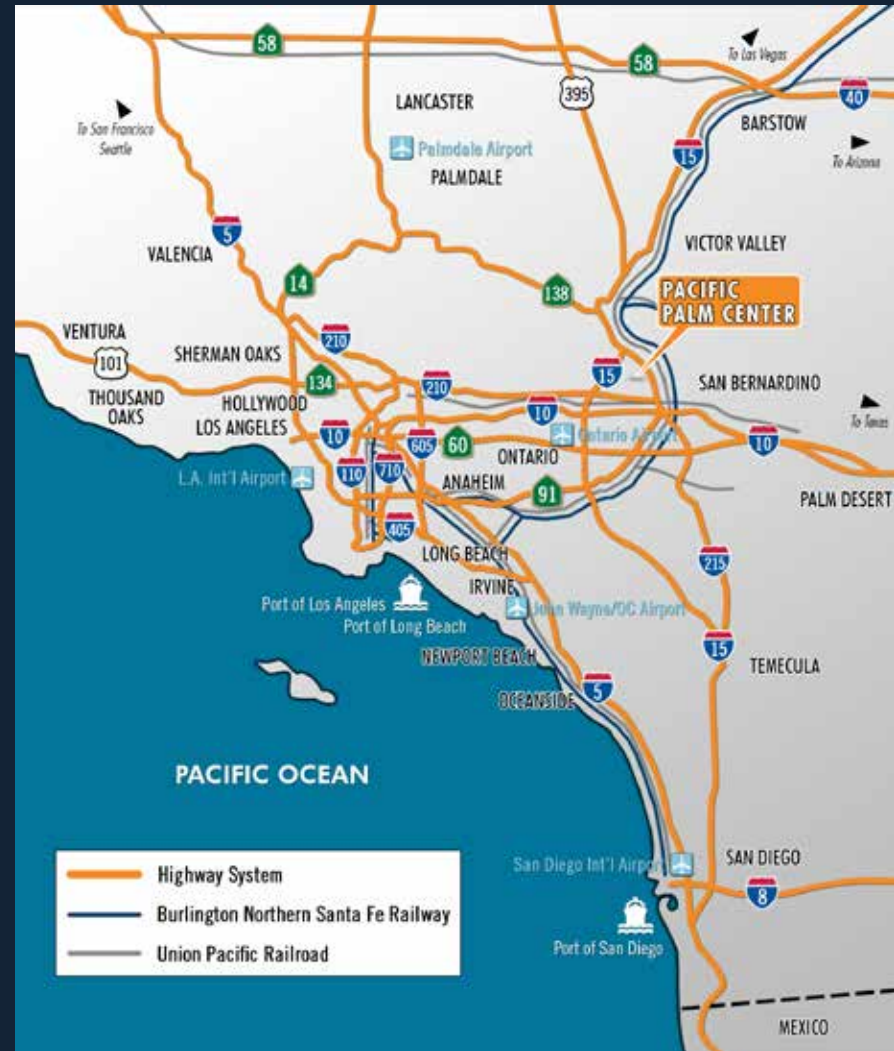 58
58
To Las Vegas
395
40
LANCASTER
BARSTOW
To San Francisco
Seattle
Palmdale Airport
15
To Arizona
PALMDALE
5
VALENCIA
VICTOR VALLEY
14
138
PACIFIC
PALM CENTER
VENTURA
210
101
SHERMAN OAKS
134
210
15
SAN BERNARDINO
THOUSAND
OAKS
HOLLYWOOD
LOS ANGELES
10
10
605
60
Ontario Airport
10
To Texas
ONTARIO
L.A. Int'l Airport
110
710
ANAHEIM
91
PALM DESERT
405
LONG BEACH
215
IRVINE
Port of Los Angeles
Port of Long Beach
John Wayne/OC Airport
15
NEWPORT BEACH
TEMECULA
5
OCEANSIDE
PACIFIC OCEAN
Highway System
Burlington Northern Santa Fe Railway
Union Pacific Railroad
San Diego Int'l Airport
SAN DIEGO
8
Port of San Diego
MEXICO